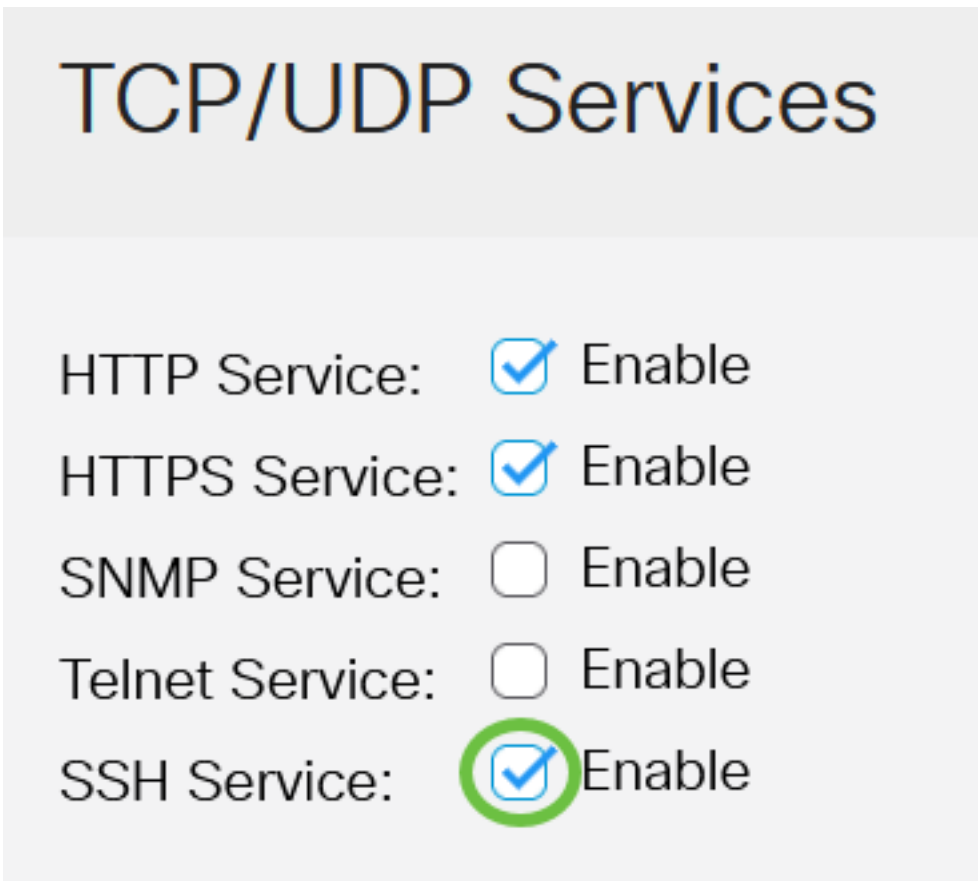 TCP/UDP Services
HTTP Service: Enable
HTTPS Service: Enable
SNMP Service: Enable
Telnet Service: Enable
SSH Service: Enable